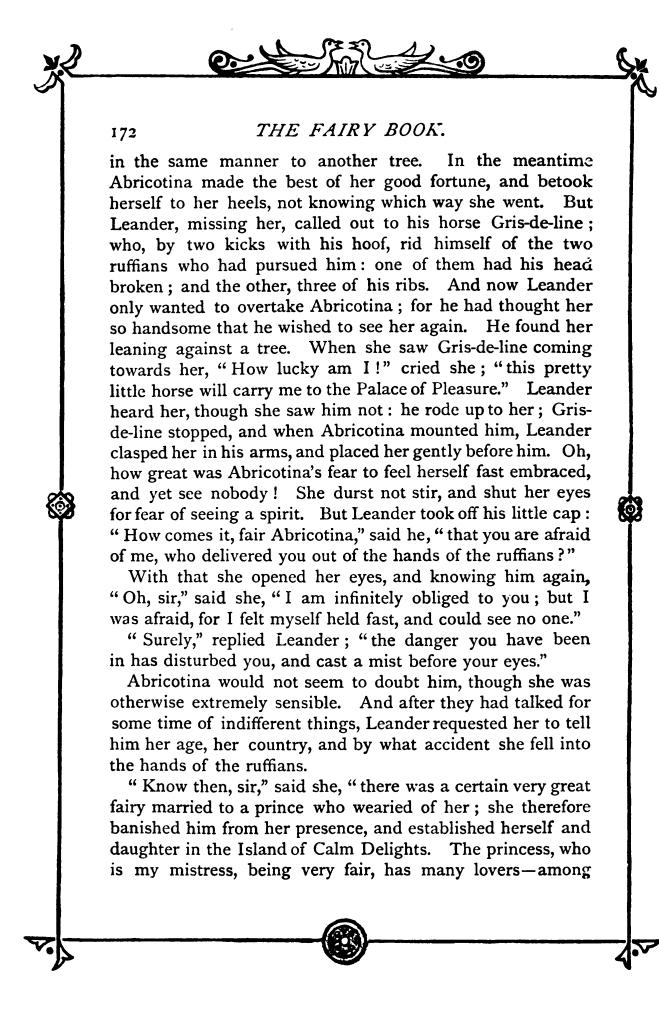 172 THE FAIRY BOOK.
in the same manner to another tree. In the meantime
Abricotina made the best of her good fortune, and betook
herself to her heels, not knowing which way she went. But
Leander, missing her, called out to his horse Gris-de-line ;
who, by two kicks with his hoof, rid himself of the two
ruffians who had pursued him : one of them had his head
broken ; and the other, three of his ribs. And now Leander
only wanted to overtake Abricotina ; for he had thought her
so handsome that he wished to see her again. He found her
leaning against a tree. When she saw Gris-de-line coming
towards her, “ How lucky am I !” cried she ; “ this pretty
little horse will carry me to the Palace of Pleasure.” Leander
heard her, though she saw him not : he rode up to her ; Gris-
de-line stopped, and when Abricotina mounted him, Leander
clasped her in his arms, and placed her gently before him. Oh,
how great was Abricotina’s fear to feel herself fast embraced,
and yet see nobody ! She durst not stir, and shut her eyes
for fear of seeing a spirit. But Leander took off his little cap :
“ How comes it, fair Abricotina,” said he, “ that you are afraid
of me, who delivered you out of the hands of the ruffians ?”
With that she opened her eyes, and knowing him again,
“ Oh, sir,” said she, “ I am infinitely obliged to you ; but I
was afraid, for I felt myself held fast, and could see no one.”
“ Surely,” replied Leander ; “ the danger you have been
in has disturbed you, and cast a mist before your eyes.”
Abricotina would not seem to doubt him, though she was
otherwise extremely sensible. And after they had talked for
some time of indifferent things, Leander requested her to tell
him her age, her country, and by what accident she fell into
the hands of the ruffians.
“ Know then, sir,” said she, “ there was a certain very great
fairy married to a prince who wearied of her ; she therefore
banished him from her presence, and established herself and
daughter in the Island of Calm Delights. The princess, who
is my mistress, being very fair, has many lovers—among